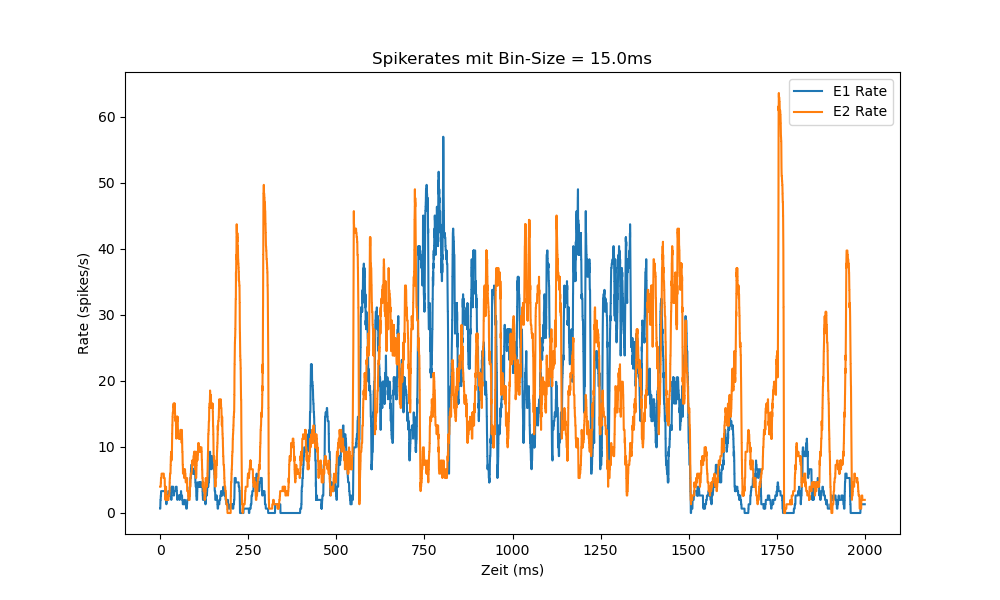 Spikerates mit Bin-Size = 15.0ms
E1 Rate
E2 Rate
Rate (spikes/s)
60
50
40
30
20
10
0
0 250 500 750 1000 1250 1500 1750 2000
Zeit (ms)